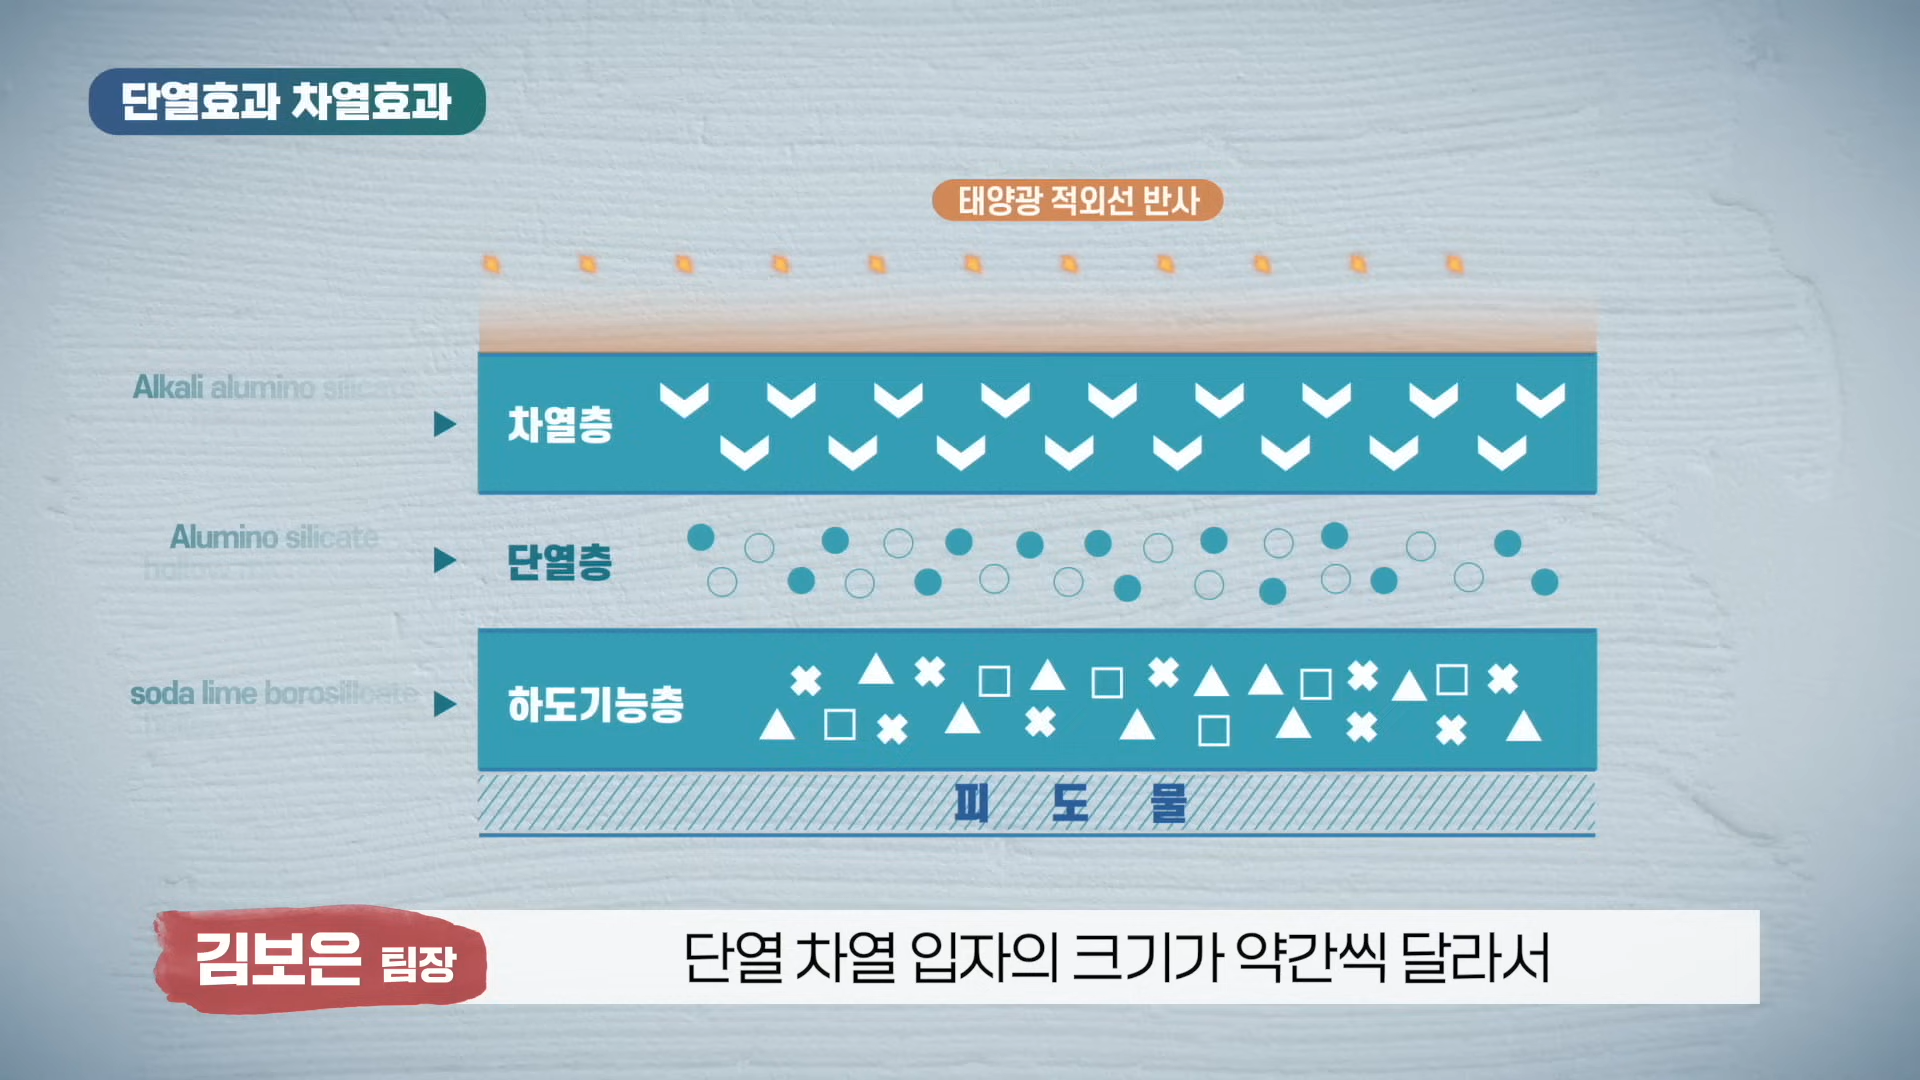 단열효과 차열효과
태양광 적외선 반사
Alkali alumino silicate
차열층
Alumino silicate
hollow
단열층
soda lime borosilicate
하도기능층
피 도 물
김보은 팀장
단열 차열 입자의 크기가 약간씩 달라서